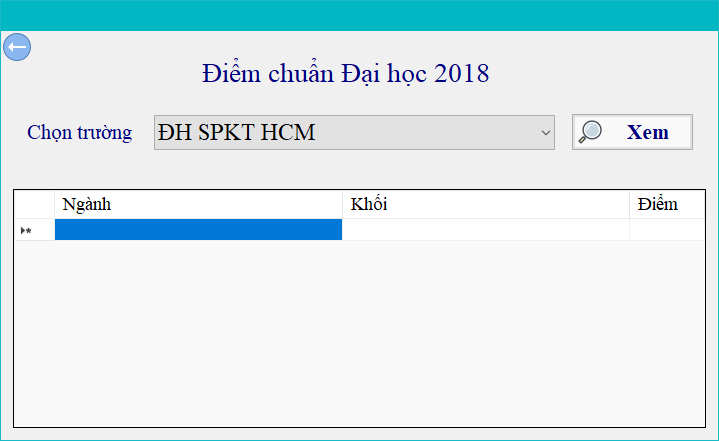 Điểm chuẩn Đại học 2018
Chọn trường ĐH SPKT HCM Xem
Ngành Khối Điểm